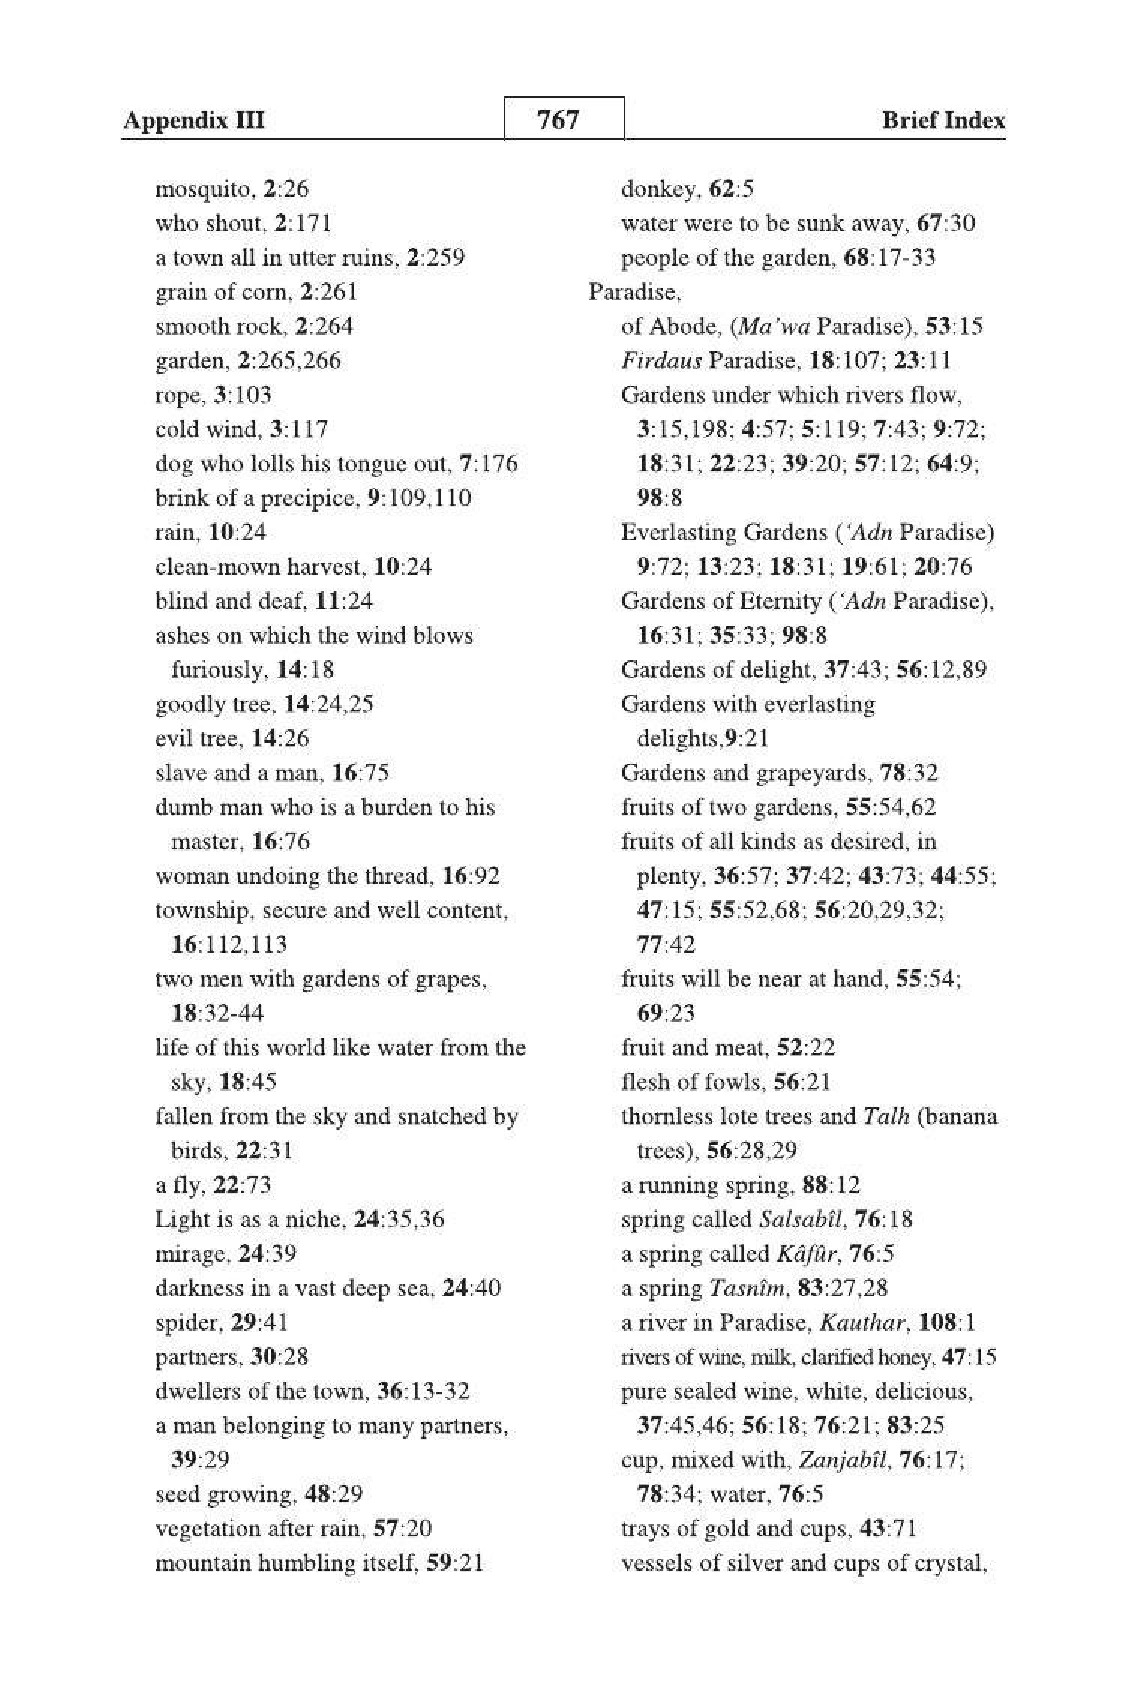 Appendix III 767 Brief Index
mosquito, 2:26
who shout, 2:171
a town all in utter ruins, 2:259
grain of corn, 2:261
smooth rock, 2:264
garden, 2:265,266
rope, 3:103
cold wind, 3:117
dog who lolls his tongue out, 7:176
brink of a precipice, 9:109,110
rain, 10:24
clean-mown harvest, 10:24
blind and deaf, 11:24
ashes on which the wind blows
furiously, 14:18
goodly tree, 14:24,25
evil tree, 14:26
slave and a man, 16:75
dumb man who is a burden to his
master, 16:76
woman undoing the thread, 16:92
township, secure and well content,
16:112,113
two men with gardens of grapes,
18:32-44
life of this world like water from the
sky, 18:45
fallen from the sky and snatched by
birds, 22:31
a fly, 22:73
Light is as a niche, 24:35,36
mirage, 24:39
darkness in a vast deep sea, 24:40
spider, 29:41
partners, 30:28
dwellers of the town, 36:13-32
a man belonging to many partners,
39:29
seed growing, 48:29
vegetation after rain, 57:20
mountain humbling itself, 59:21
donkey, 62:5
water were to be sunk away, 67:30
people of the garden, 68:17-33
Paradise,
of Abode, (Ma’wa Paradise), 53:15
Firdaus Paradise, 18:107; 23:11
Gardens under which rivers flow,
3:15,198; 4:57; 5:119; 7:43; 9:72;
18:31; 22:23; 39:20; 57:12; 64:9;
98:8
Everlasting Gardens (‘Adn Paradise)
9:72; 13:23; 18:31; 19:61; 20:76
Gardens of Eternity (‘Adn Paradise),
16:31; 35:33; 98:8
Gardens of delight, 37:43; 56:12,89
Gardens with everlasting
delights,9:21
Gardens and grapeyards, 78:32
fruits of two gardens, 55:54,62
fruits of all kinds as desired, in
plenty, 36:57; 37:42; 43:73; 44:55;
47:15; 55:52,68; 56:20,29,32;
77:42
fruits will be near at hand, 55:54;
69:23
fruit and meat, 52:22
flesh of fowls, 56:21
thornless lote trees and Talh (banana
trees), 56:28,29
a running spring, 88:12
spring called Salsabîl, 76:18
a spring called Kâfûr, 76:5
a spring Tasnîm, 83:27,28
a river in Paradise, Kauthar, 108:1
rivers of wine, milk, clarified honey, 47:15
pure sealed wine, white, delicious,
37:45,46; 56:18; 76:21; 83:25
cup, mixed with, Zanjabîl, 76:17;
78:34; water, 76:5
trays of gold and cups, 43:71
vessels of silver and cups of crystal,